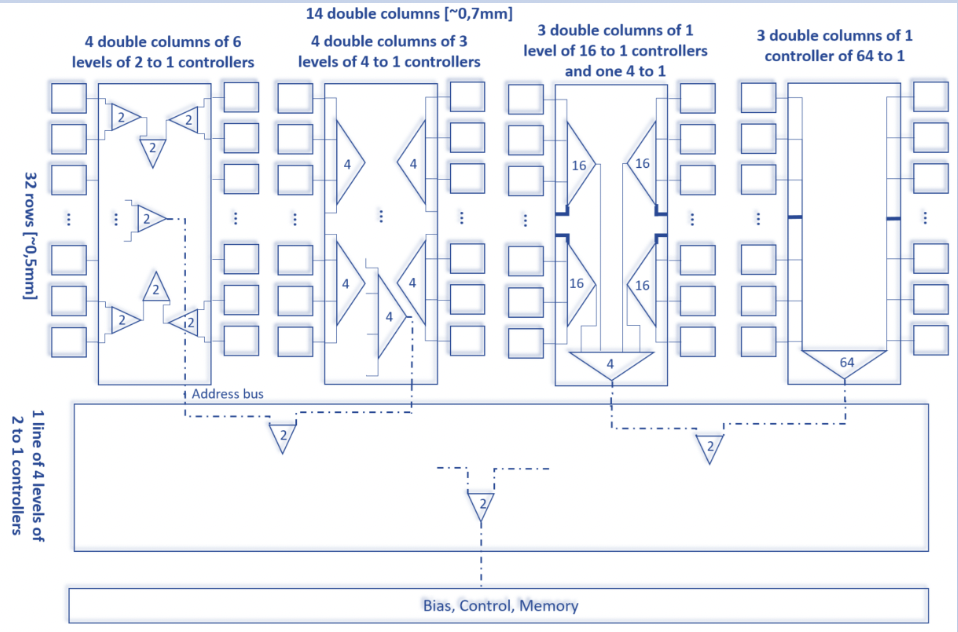 14 double columns [~0,7mm]
4 double columns of 6
levels of 2 to 1 controllers
4 double columns of 3
levels of 4 to 1 controllers
3 double columns of 1
level of 16 to 1 controllers
and one 4 to 1
3 double columns of 1
controller of 64 to 1
32 rows [~0,5mm]
2
2
2
...
...
2
...
2
2
2
...
4
4
...
...
4
4
4
...
16
16
...
16
16
4
...
...
64
Address bus
1 line of 4 levels of
2 to 1 controllers
2
2
2
Bias, Control, Memory